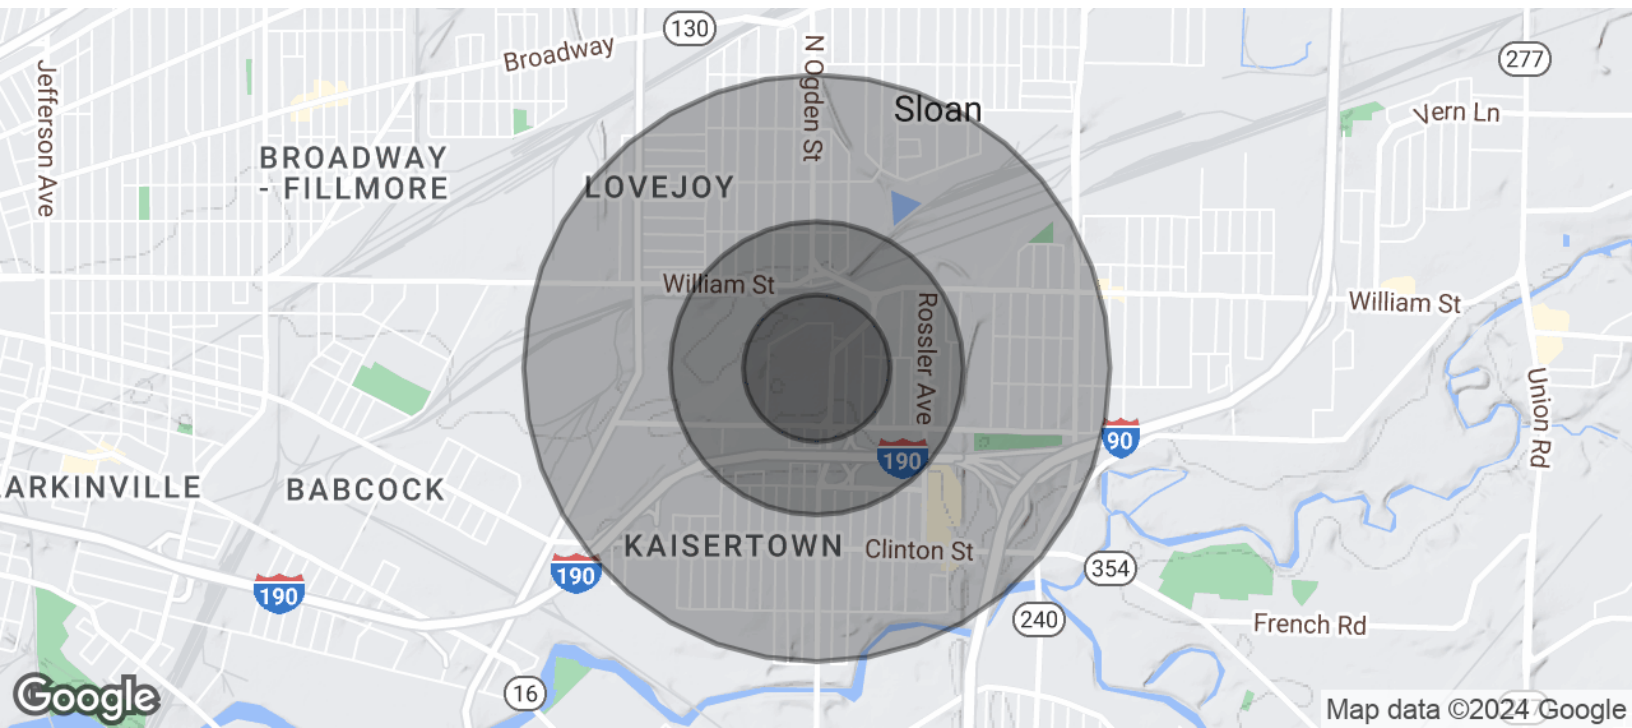 130
Broadway
N Ogden St
277
Jefferson Ave
Sloan
Vern Ln
BROADWAY
- FILLMORE
LOVEJOY
William St
Rossler Ave
William St
Union Rd
90
190
ARKINVILLE
BABCOCK
KAISERTOWN
Clinton St
190
354
190
240
French Rd
16
Google
Map data ©2024 Google